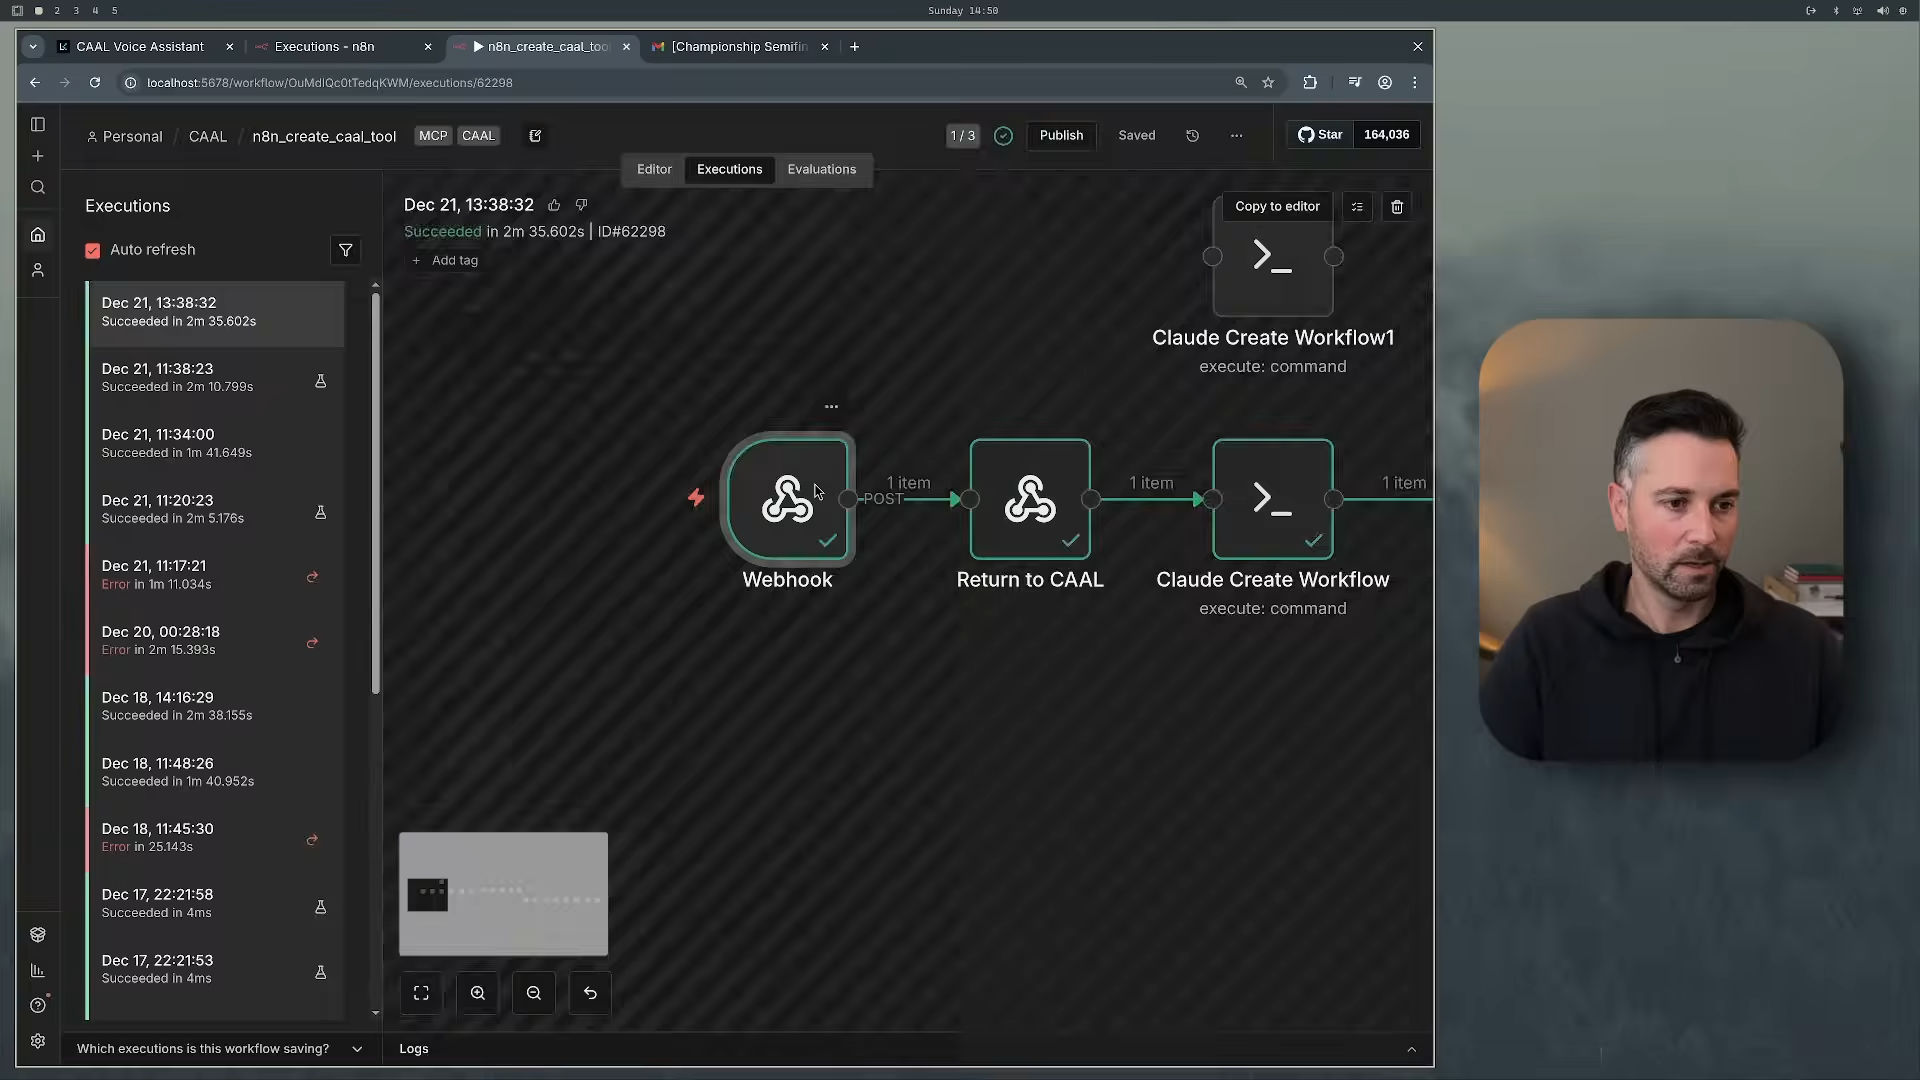 2 3 4 5
Sunday 14:50
CAAL Voice Assistant
Executions - n8n
n8n_create_caal_too
[Championship Semifin
localhost:5678/workflow/OuMdlQc0tTedqKWM/executions/62298
Personal / CAAL / n8n_create_caal_tool MCP CAAL
1 / 3
Publish
Saved
Star 164,036
Editor
Executions
Evaluations
Executions
Auto refresh
Dec 21, 13:38:32
Succeeded in 2m 35.602s
Dec 21, 11:38:23
Succeeded in 2m 10.799s
Dec 21, 11:34:00
Succeeded in 1m 41.649s
Dec 21, 11:20:23
Succeeded in 2m 5.176s
Dec 21, 11:17:21
Error in 1m 11.034s
Dec 20, 00:28:18
Error in 2m 15.393s
Dec 18, 14:16:29
Succeeded in 2m 38.155s
Dec 18, 11:48:26
Succeeded in 1m 40.952s
Dec 18, 11:45:30
Error in 25.143s
Dec 17, 22:21:58
Succeeded in 4ms
Dec 17, 22:21:53
Succeeded in 4ms
Which executions is this workflow saving?
Dec 21, 13:38:32
Succeeded in 2m 35.602s | ID#62298
+ Add tag
Copy to editor
Claude Create Workflow1
execute: command
1 item
POST
1 item
1 item
Webhook
Return to CAAL
Claude Create Workflow
execute: command
Logs